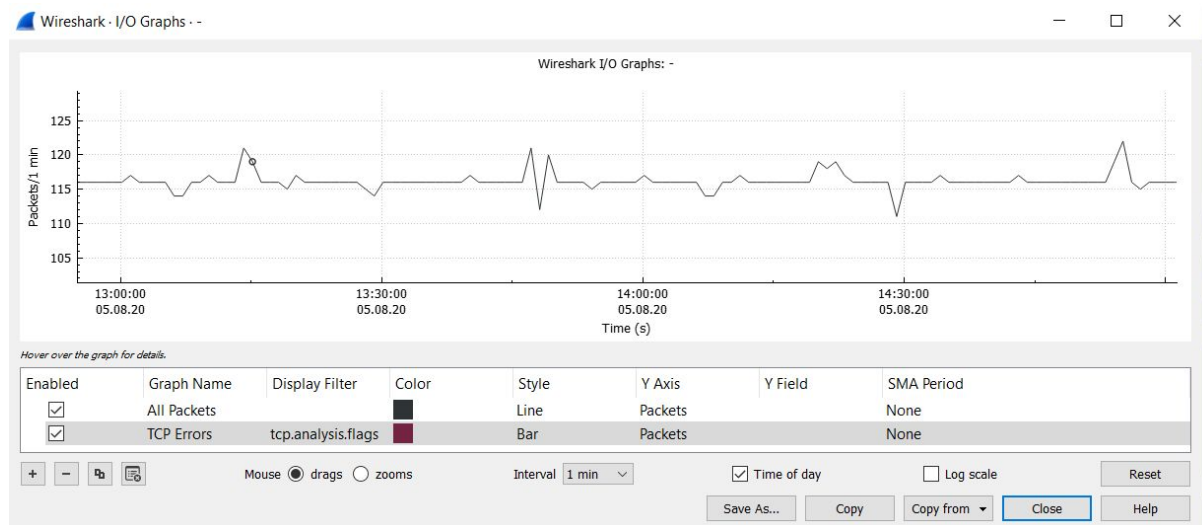 Wireshark · I/O Graphs · -
Wireshark I/O Graphs: -
Packets/1 min
125
120
115
110
105
13:00:00 13:30:00 14:00:00 14:30:00
05.08.20 05.08.20 05.08.20 05.08.20
Time (s)
Hover over the graph for details.
Enabled Graph Name Display Filter Color Style Y Axis Y Field SMA Period
All Packets Line Packets None
TCP Errors tcp.analysis.flags Bar Packets None
+ − Mouse drags zooms Interval 1 min Time of day Log scale Reset
Save As... Copy Copy from Close Help